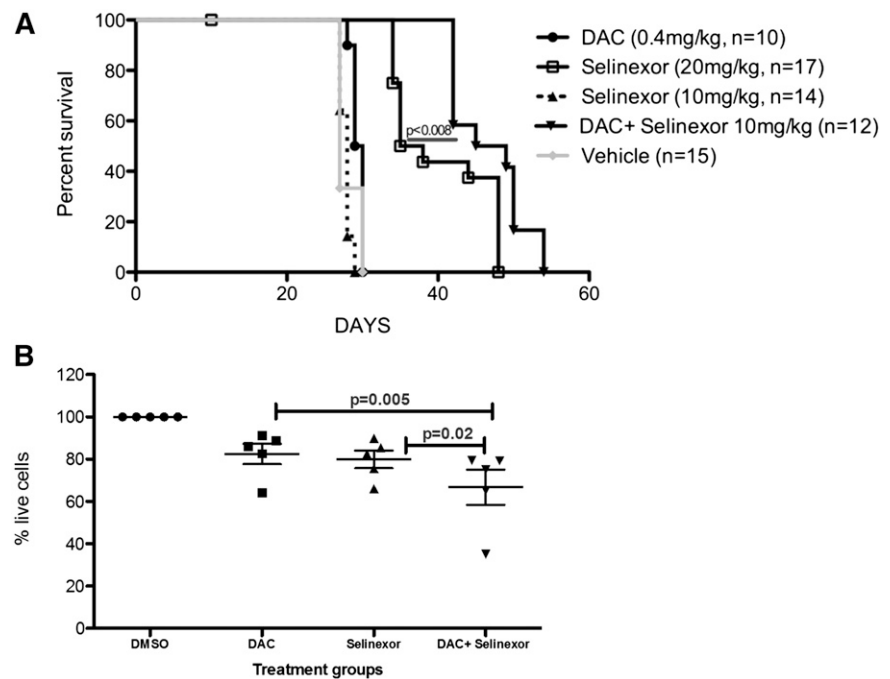 A
Percent survival
100
80
60
40
20
0
0 20 40 60
DAYS
p<0.008
DAC (0.4mg/kg, n=10)
Selinexor (20mg/kg, n=17)
Selinexor (10mg/kg, n=14)
DAC+ Selinexor 10mg/kg (n=12)
Vehicle (n=15)
B
% live cells
120
100
80
60
40
20
0
p=0.005
p=0.02
DMSO DAC Selinexor DAC+ Selinexor
Treatment groups